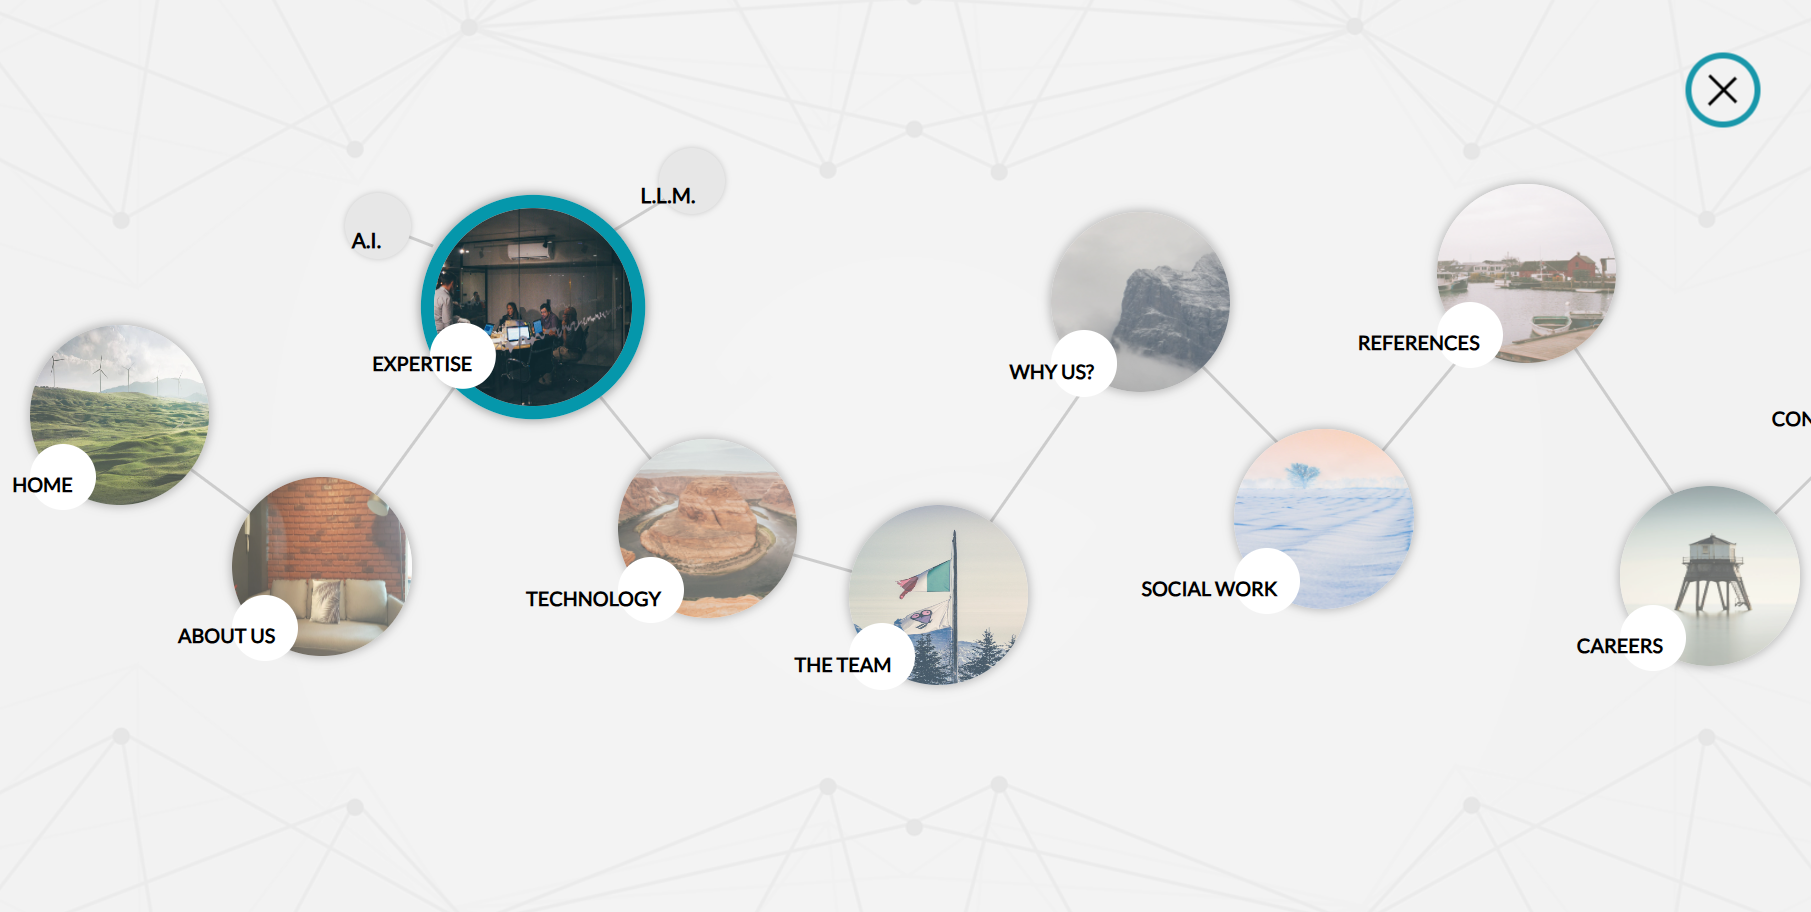 L.L.M.
A.I.
EXPERTISE
HOME
ABOUT US
TECHNOLOGY
THE TEAM
WHY US?
SOCIAL WORK
REFERENCES
CAREERS
CON